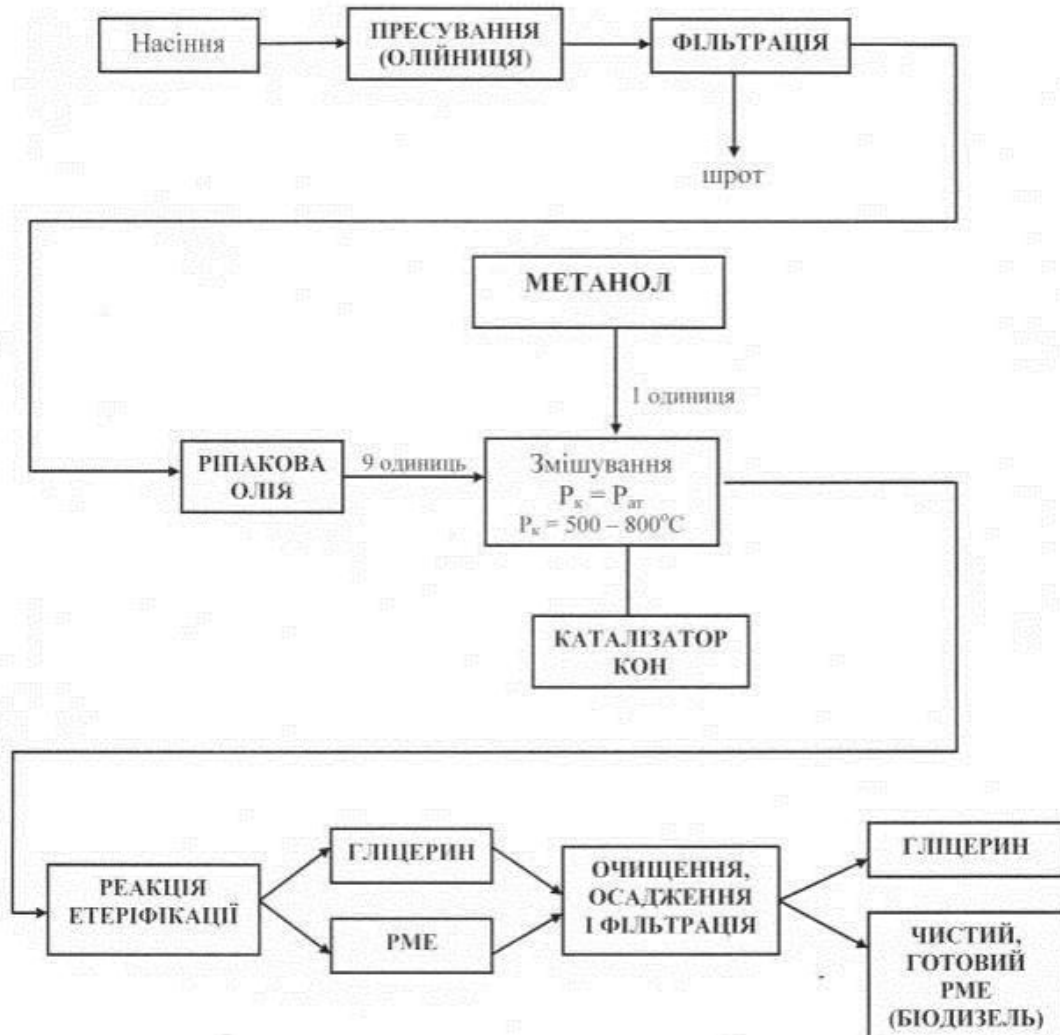 Насіння
ПРЕСУВАННЯ
(ОЛІЙНИЦЯ)
ФІЛЬТРАЦІЯ
шрот
МЕТАНОЛ
1 одиниця
РІПАКОВА
ОЛІЯ
9 одиниць
Змішування
Pк = Pат
Pк = 500 – 800°C
КАТАЛІЗАТОР
КОН
РЕАКЦІЯ
ЕТЕРІФІКАЦІЇ
ГЛІЦЕРИН
РМЕ
ОЧИЩЕННЯ,
ОСАДЖЕННЯ
І ФІЛЬТРАЦІЯ
ГЛІЦЕРИН
ЧИСТИЙ,
ГОТОВИЙ
РМЕ
(БІОДИЗЕЛЬ)